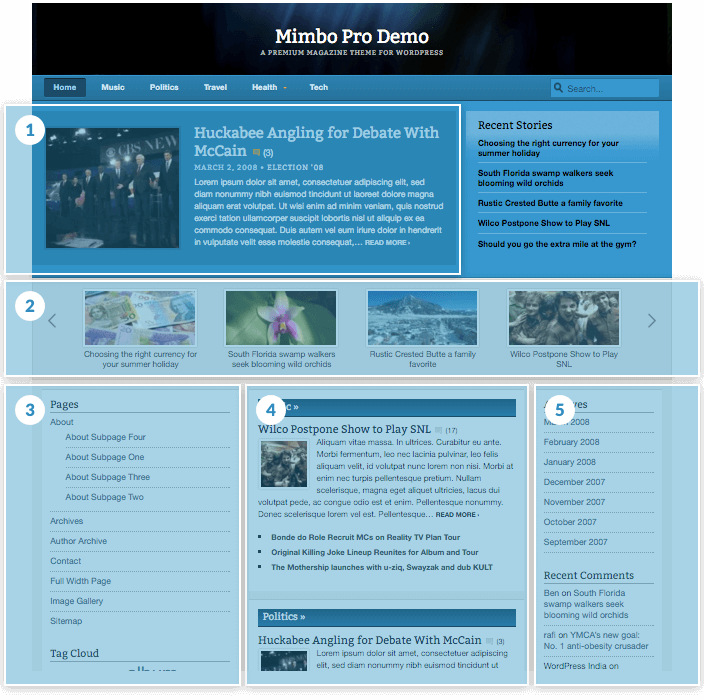 Mimbo Pro Demo
A PREMIUM MAGAZINE THEME FOR WORDPRESS
Home Music Politics Travel Health Tech Search...
1
CBS NEWS
Huckabee Angling for Debate With
McCain (3)
MARCH 2, 2008 • ELECTION '08
Lorem ipsum dolor sit amet, consectetuer adipiscing elit, sed
diam nonummy nibh euismod tincidunt ut laoreet dolore magna
aliquam erat volutpat. Ut wisi enim ad minim veniam, quis nostrud
exerci tation ullamcorper suscipit lobortis nisl ut aliquip ex ea
commodo consequat. Duis autem vel eum iriure dolor in hendrerit
in vulputate velit esse molestie consequat,... READ MORE ›
Recent Stories
Choosing the right currency for your
summer holiday
South Florida swamp walkers seek
blooming wild orchids
Rustic Crested Butte a family favorite
Wilco Postpone Show to Play SNL
Should you go the extra mile at the gym?
2
Choosing the right currency for
your summer holiday
South Florida swamp walkers
seek blooming wild orchids
Rustic Crested Butte a family
favorite
Wilco Postpone Show to Play
SNL
3
Pages
About
About Subpage Four
About Subpage One
About Subpage Three
About Subpage Two
Archives
Author Archive
Contact
Full Width Page
Image Gallery
Sitemap
Tag Cloud
album
4
c »
Wilco Postpone Show to Play SNL (17)
Aliquam vitae massa. In ultrices. Curabitur eu ante.
Morbi fermentum, leo nec lacinia pulvinar, leo felis
aliquam velit, id volutpat nunc lorem non nisi. Morbi at
enim nec turpis pellentesque pretium. Nullam
scelerisque, magna eget aliquet ultricies, lacus dui
volutpat pede, ac congue odio est et enim. Pellentesque nonummy.
Donec scelerisque lorem vel est. Pellentesque... READ MORE ›
Bonde do Role Recruit MCs on Reality TV Plan Tour
Original Killing Joke Lineup Reunites for Album and Tour
The Mothership launches with u-ziq, Swayzak and dub KULT
Politics »
Huckabee Angling for Debate With McCain (3)
Lorem ipsum dolor sit amet, consectetuer adipiscing
elit, sed diam nonummy nibh euismod tincidunt ut
5
Archives
March 2008
February 2008
January 2008
December 2007
November 2007
October 2007
September 2007
Recent Comments
Ben on South Florida
swamp walkers seek
blooming wild orchids
rafi on YMCA's new goal:
No. 1 anti-obesity crusader
WordPress India on